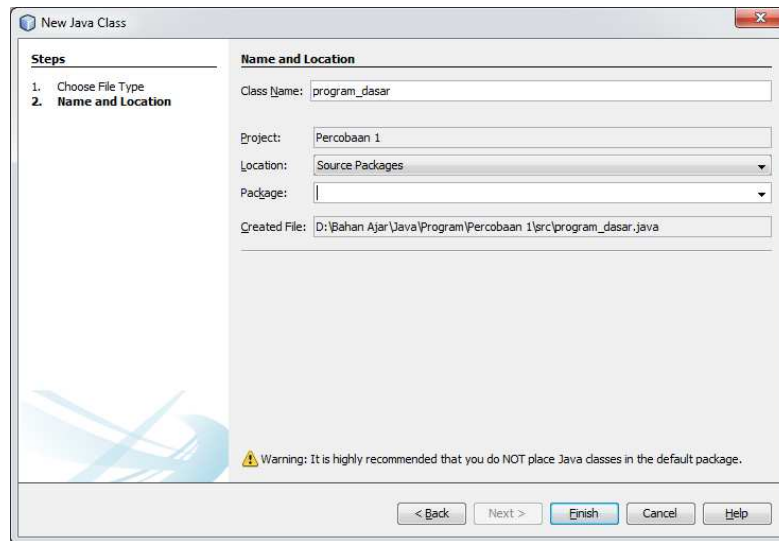 New Java Class
Steps
1. Choose File Type
2. Name and Location
Name and Location
Class Name: program_dasar
Project: Percobaan 1
Location: Source Packages
Package:
Created File: D:\Bahan Ajar\Java\Program\Percobaan 1\src\program_dasar.java
Warning: It is highly recommended that you do NOT place Java classes in the default package.
< Back Next > Finish Cancel Help